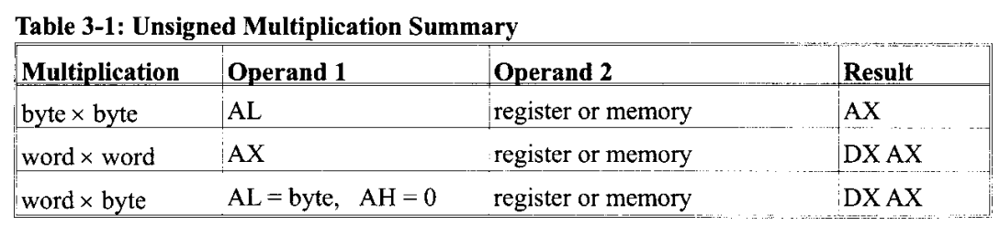 Table 3-1: Unsigned Multiplication Summary
Multiplication Operand 1 Operand 2 Result
byte × byte AL register or memory AX
word × word AX register or memory DX AX
word × byte AL = byte, AH = 0 register or memory DX AX